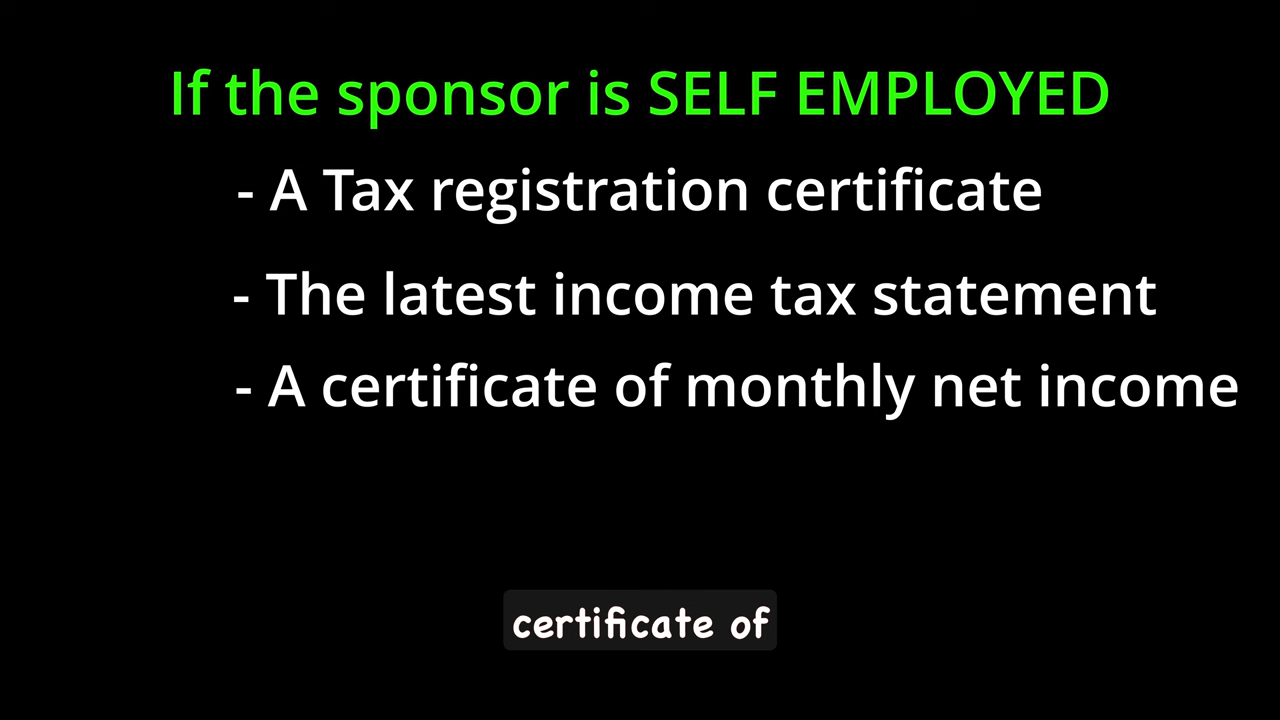 If the sponsor is SELF EMPLOYED
- A Tax registration certificate
- The latest income tax statement
- A certificate of monthly net income
certificate of